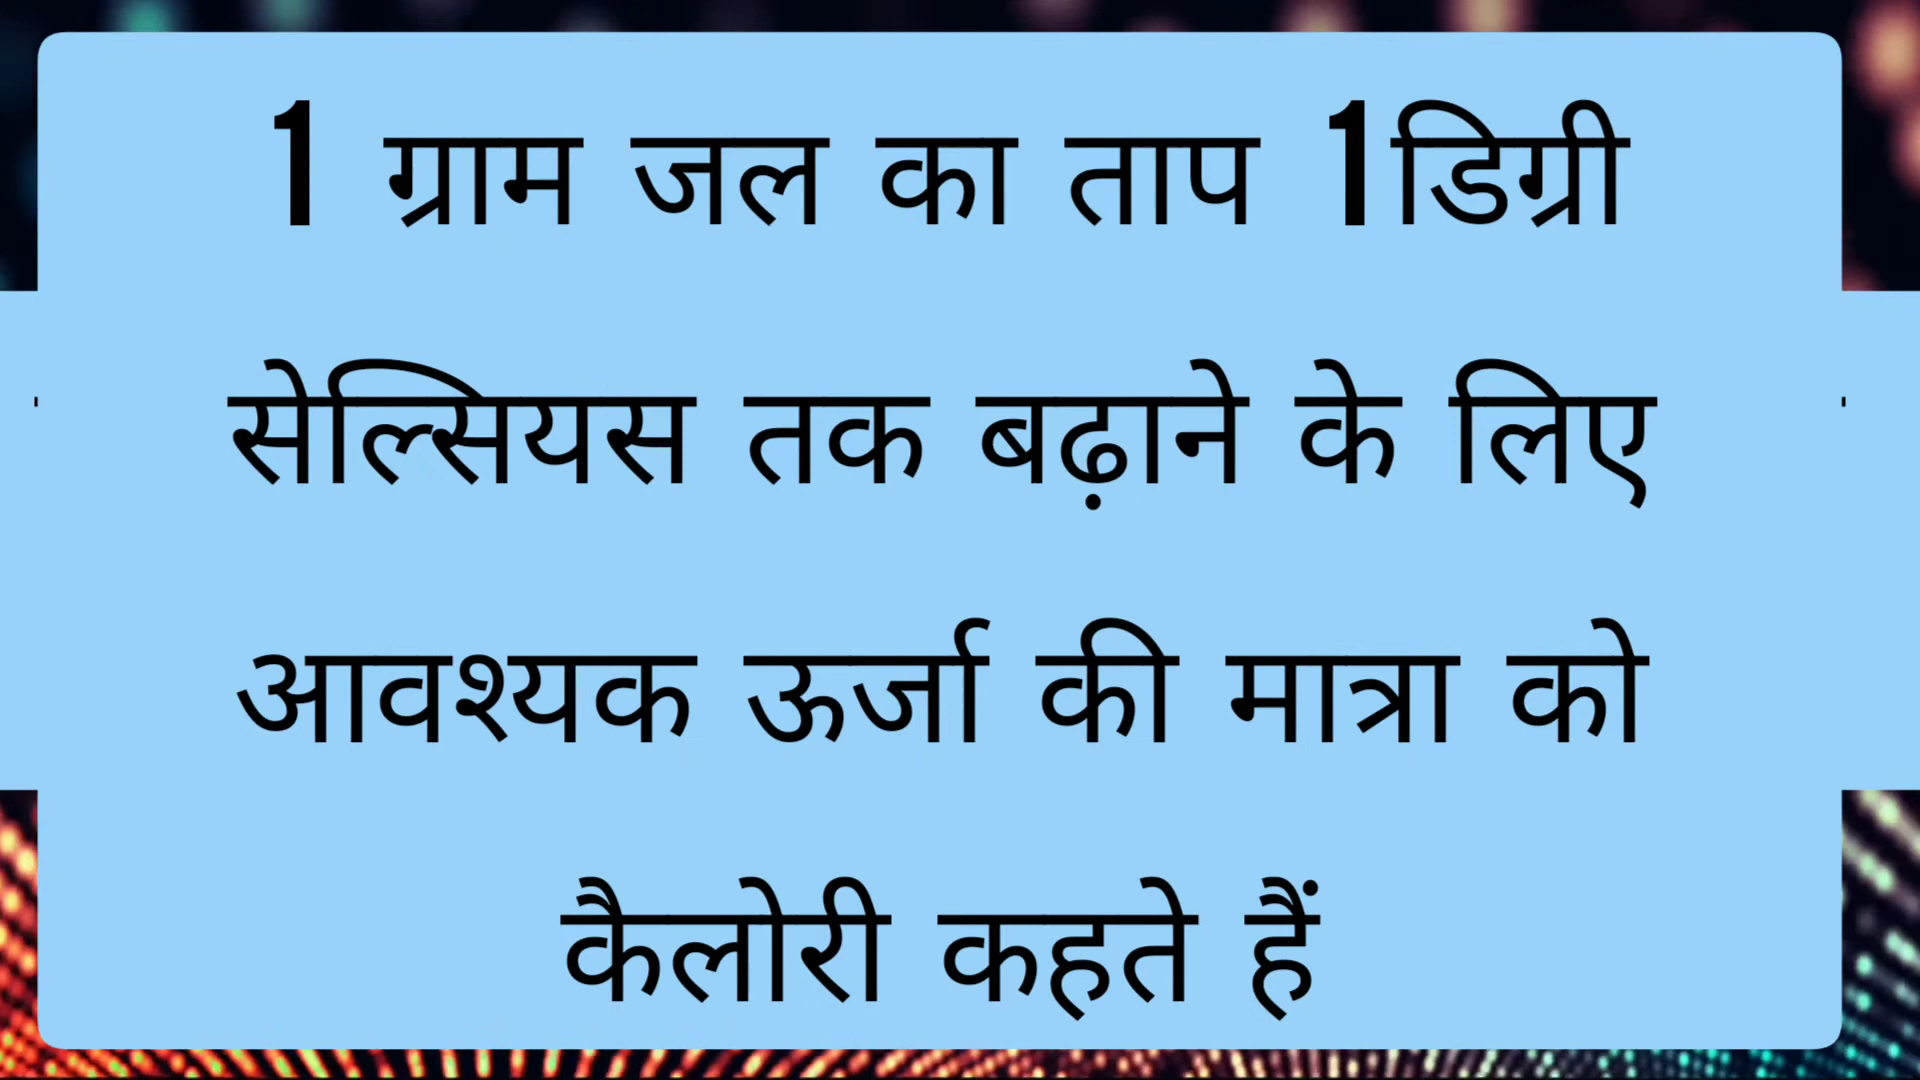 1 ग्राम जल का ताप 1डिग्री
सेल्सियस तक बढ़ाने के लिए
आवश्यक ऊर्जा की मात्रा को
कैलोरी कहते हैं